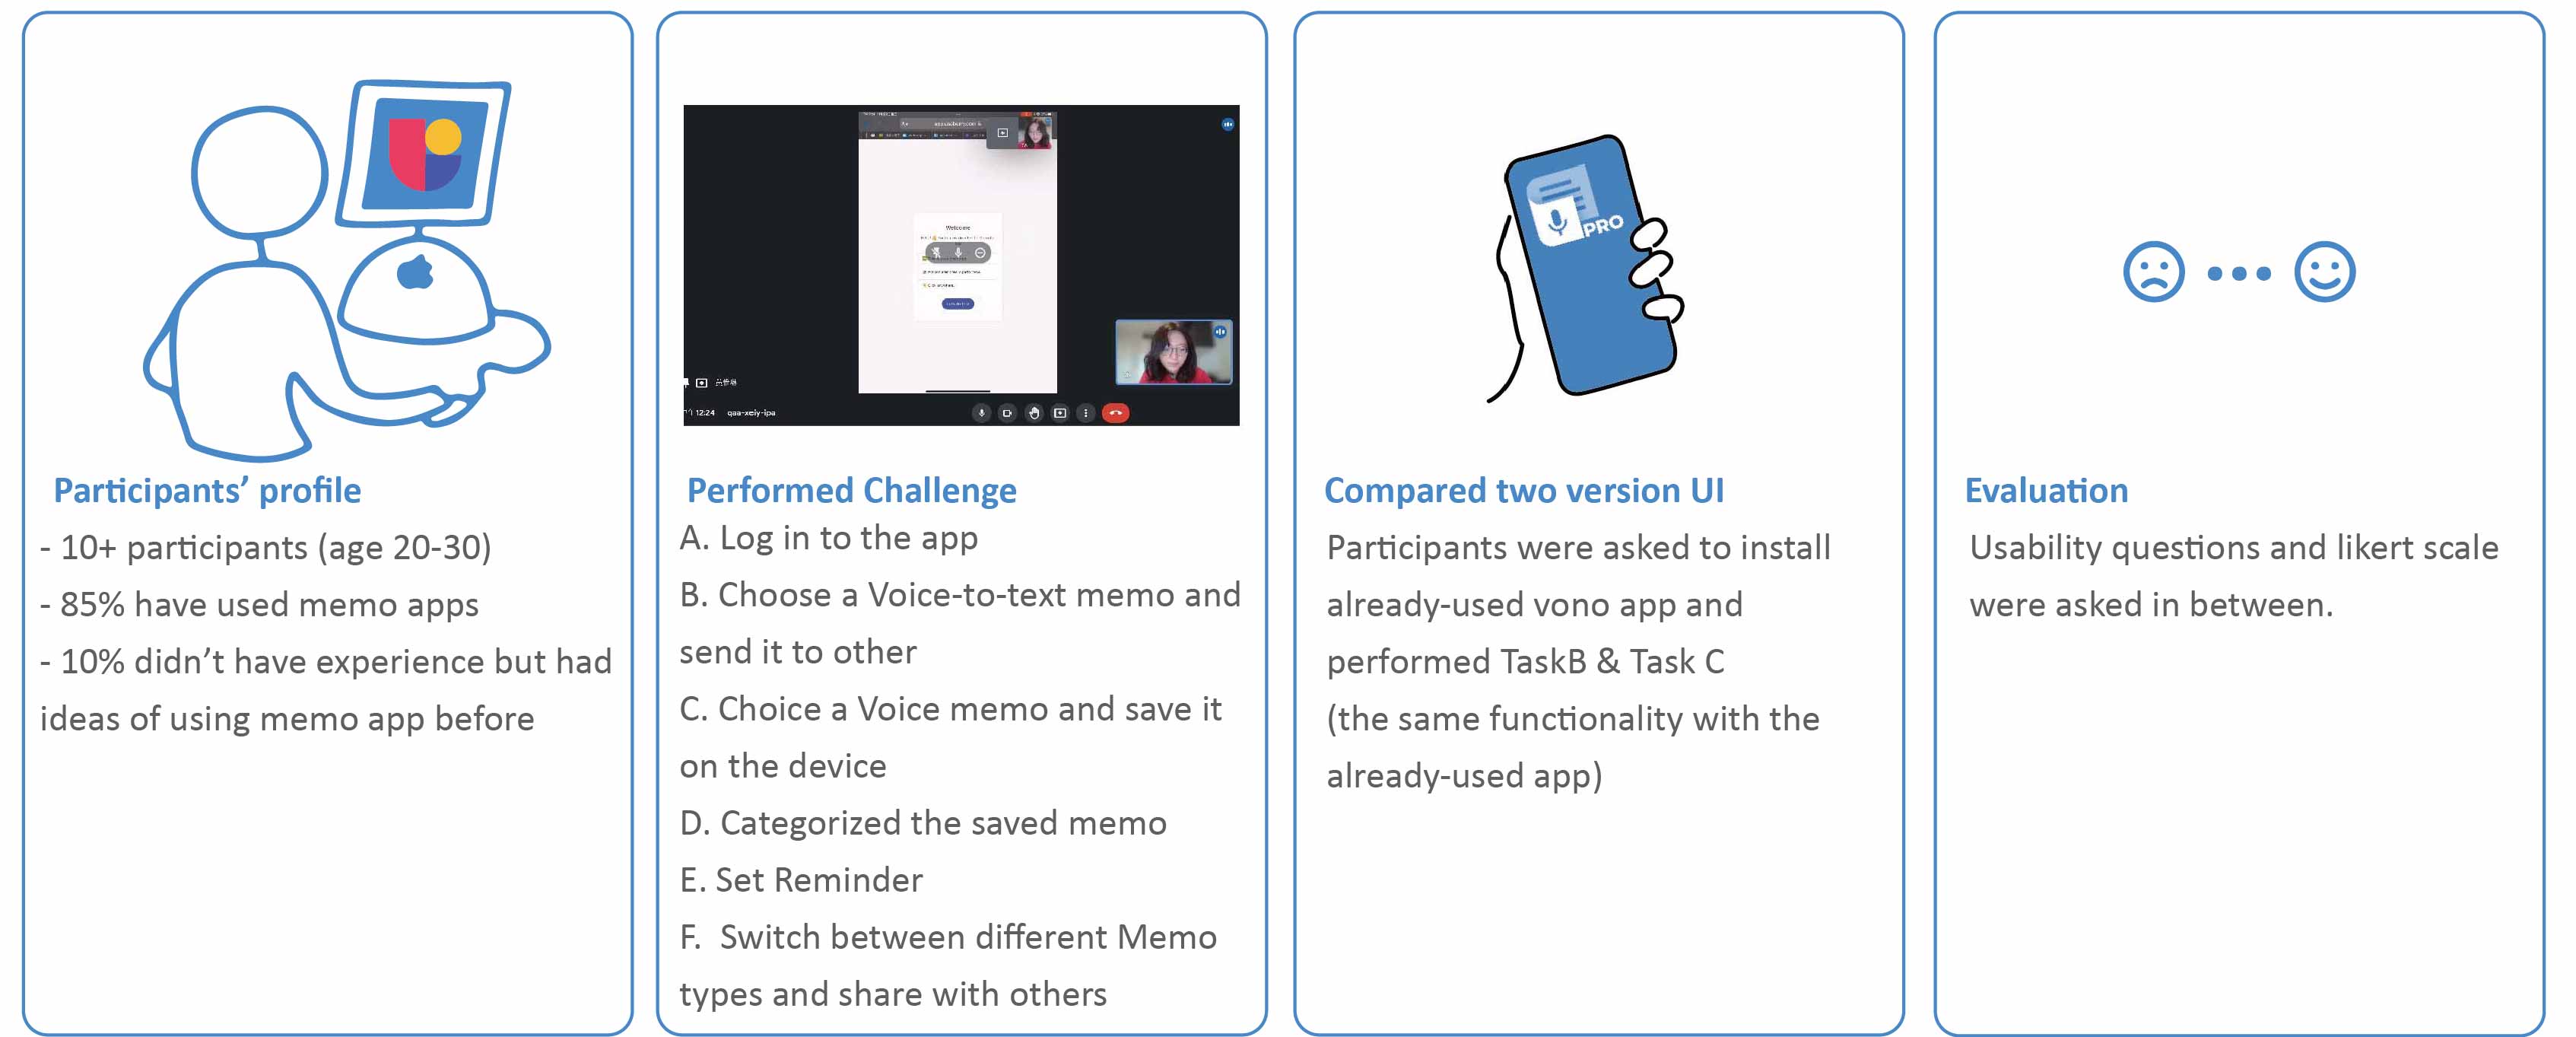 Participants' profile
- 10+ participants (age 20-30)
- 85% have used memo apps
- 10% didn't have experience but had
ideas of using memo app before
Welcome
12:24 qaa-xeiy-ipa
Performed Challenge
A. Log in to the app
B. Choose a Voice-to-text memo and
send it to other
C. Choice a Voice memo and save it
on the device
D. Categorized the saved memo
E. Set Reminder
F. Switch between different Memo
types and share with others
PRO
Compared two version UI
Participants were asked to install
already-used vono app and
performed TaskB & Task C
(the same functionality with the
already-used app)
Evaluation
Usability questions and likert scale
were asked in between.